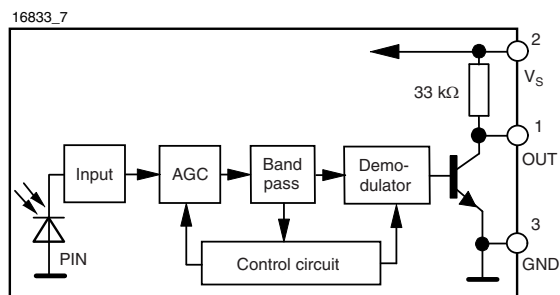 16833_7
2
V_S
33 kΩ
1
OUT
Input
AGC
Band
pass
Demo-
dulator
3
GND
PIN
Control circuit